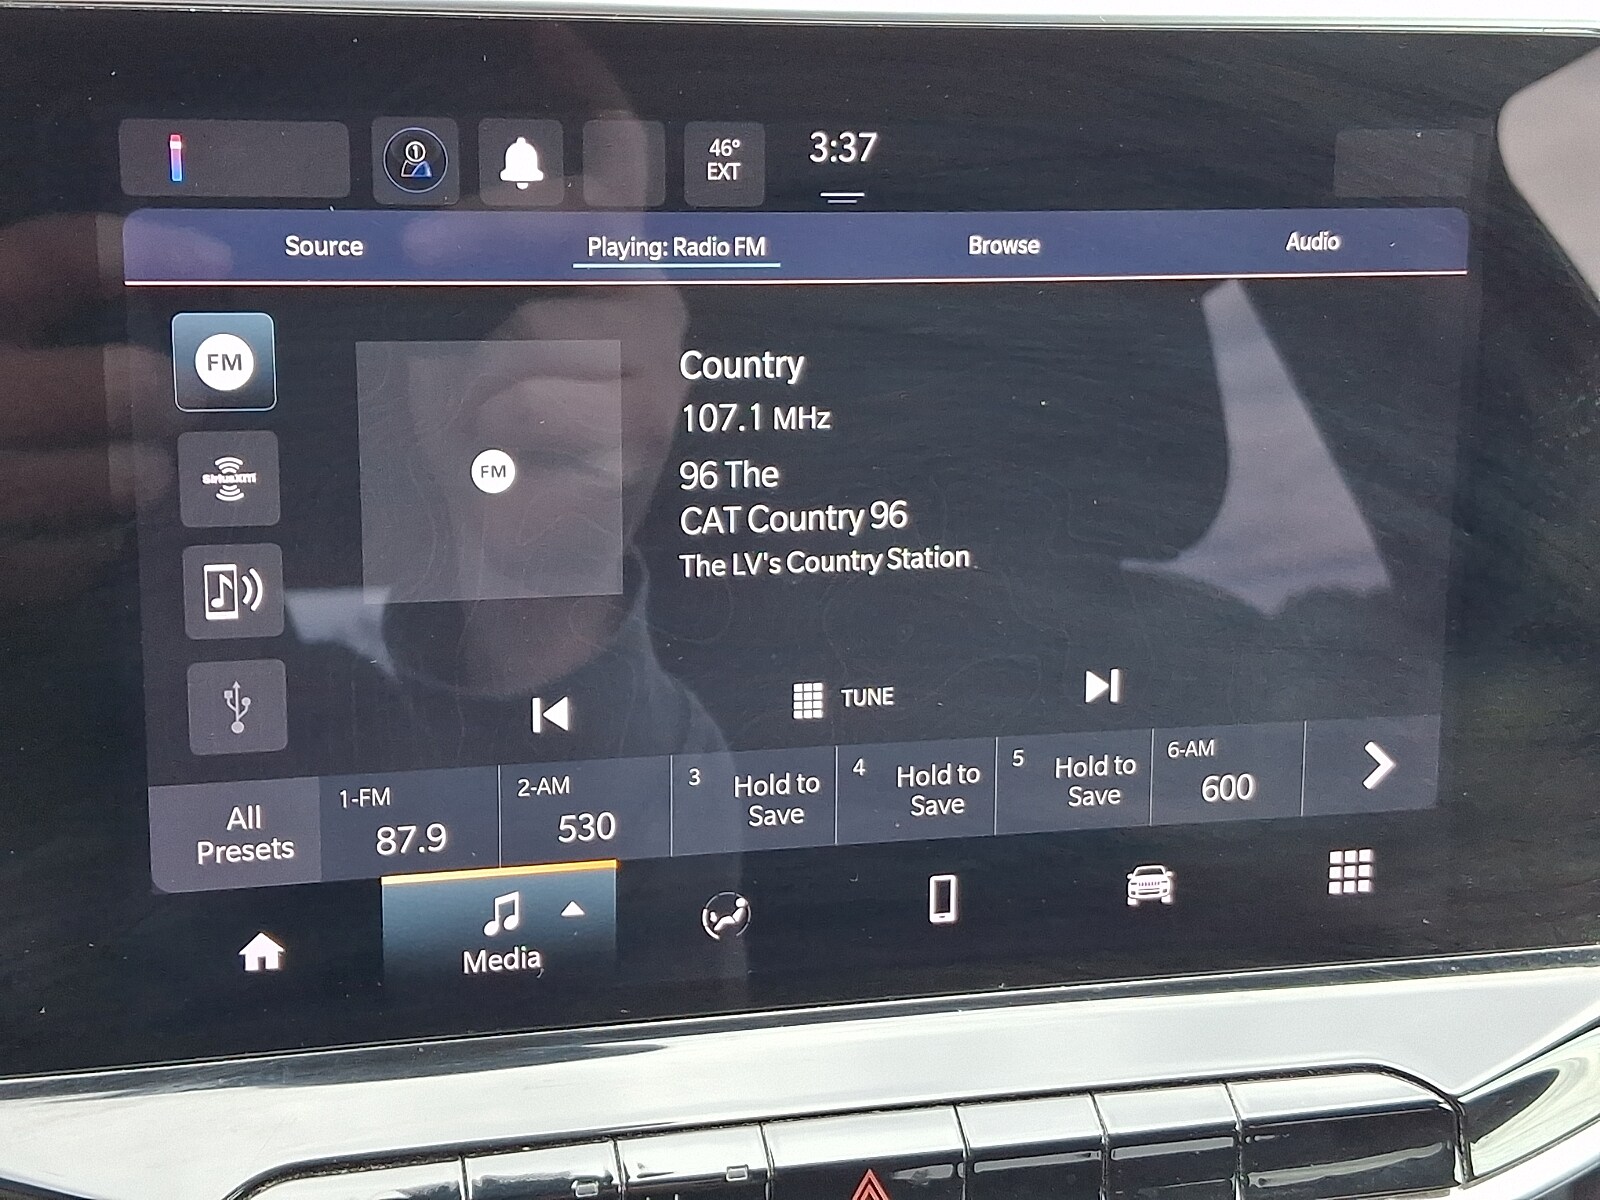 1
46°
EXT
3:37
Source
Playing: Radio FM
Browse
Audio
FM
SiriusXM
FM
Country
107.1 MHz
96 The
CAT Country 96
The LV's Country Station
TUNE
All
Presets
1-FM
87.9
2-AM
530
3
Hold to
Save
4
Hold to
Save
5
Hold to
Save
6-AM
600
Media